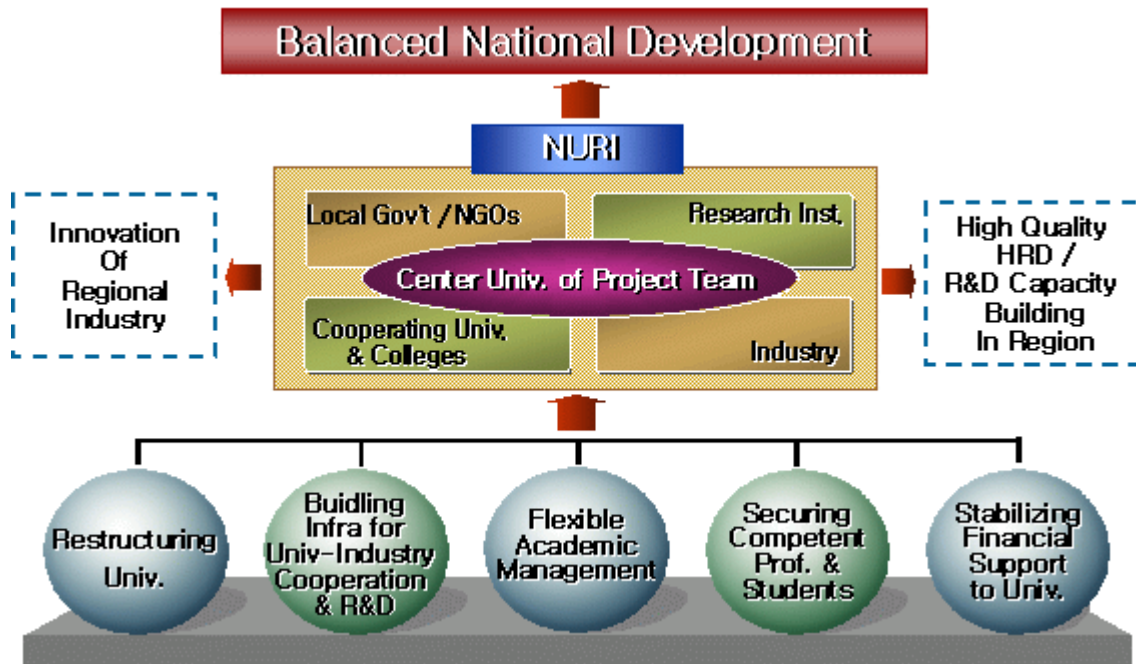 Balanced National Development
NURI
Local Gov't / NGOs
Research Inst.
Center Univ. of Project Team
Cooperating Univ.
& Colleges
Industry
Innovation
Of
Regional
Industry
High Quality
HRD /
R&D Capacity
Building
In Region
Restructuring
Univ.
Buidling
Infra for
Univ-Industry
Cooperation
& R&D
Flexible
Academic
Management
Securing
Competent
Prof. &
Students
Stabilizing
Financial
Support
to Univ.